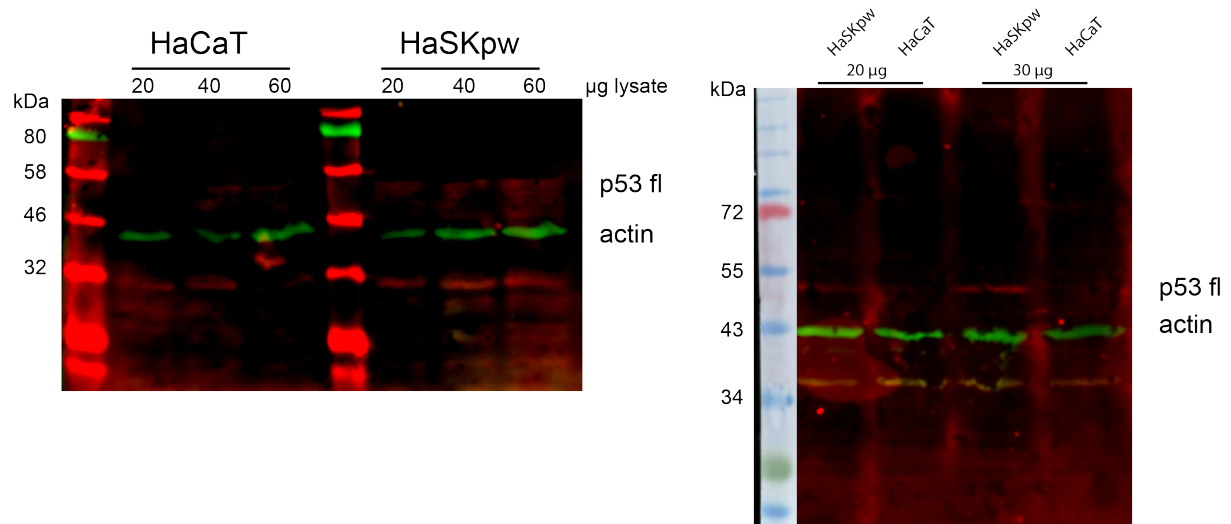 HaCaT
HaSKpw
20 40 60
20 40 60
µg lysate
kDa
80
58
46
32
p53 fl
actin
HaSKpw
HaCaT
HaSKpw
HaCaT
20 µg
30 µg
kDa
72
55
43
34
p53 fl
actin